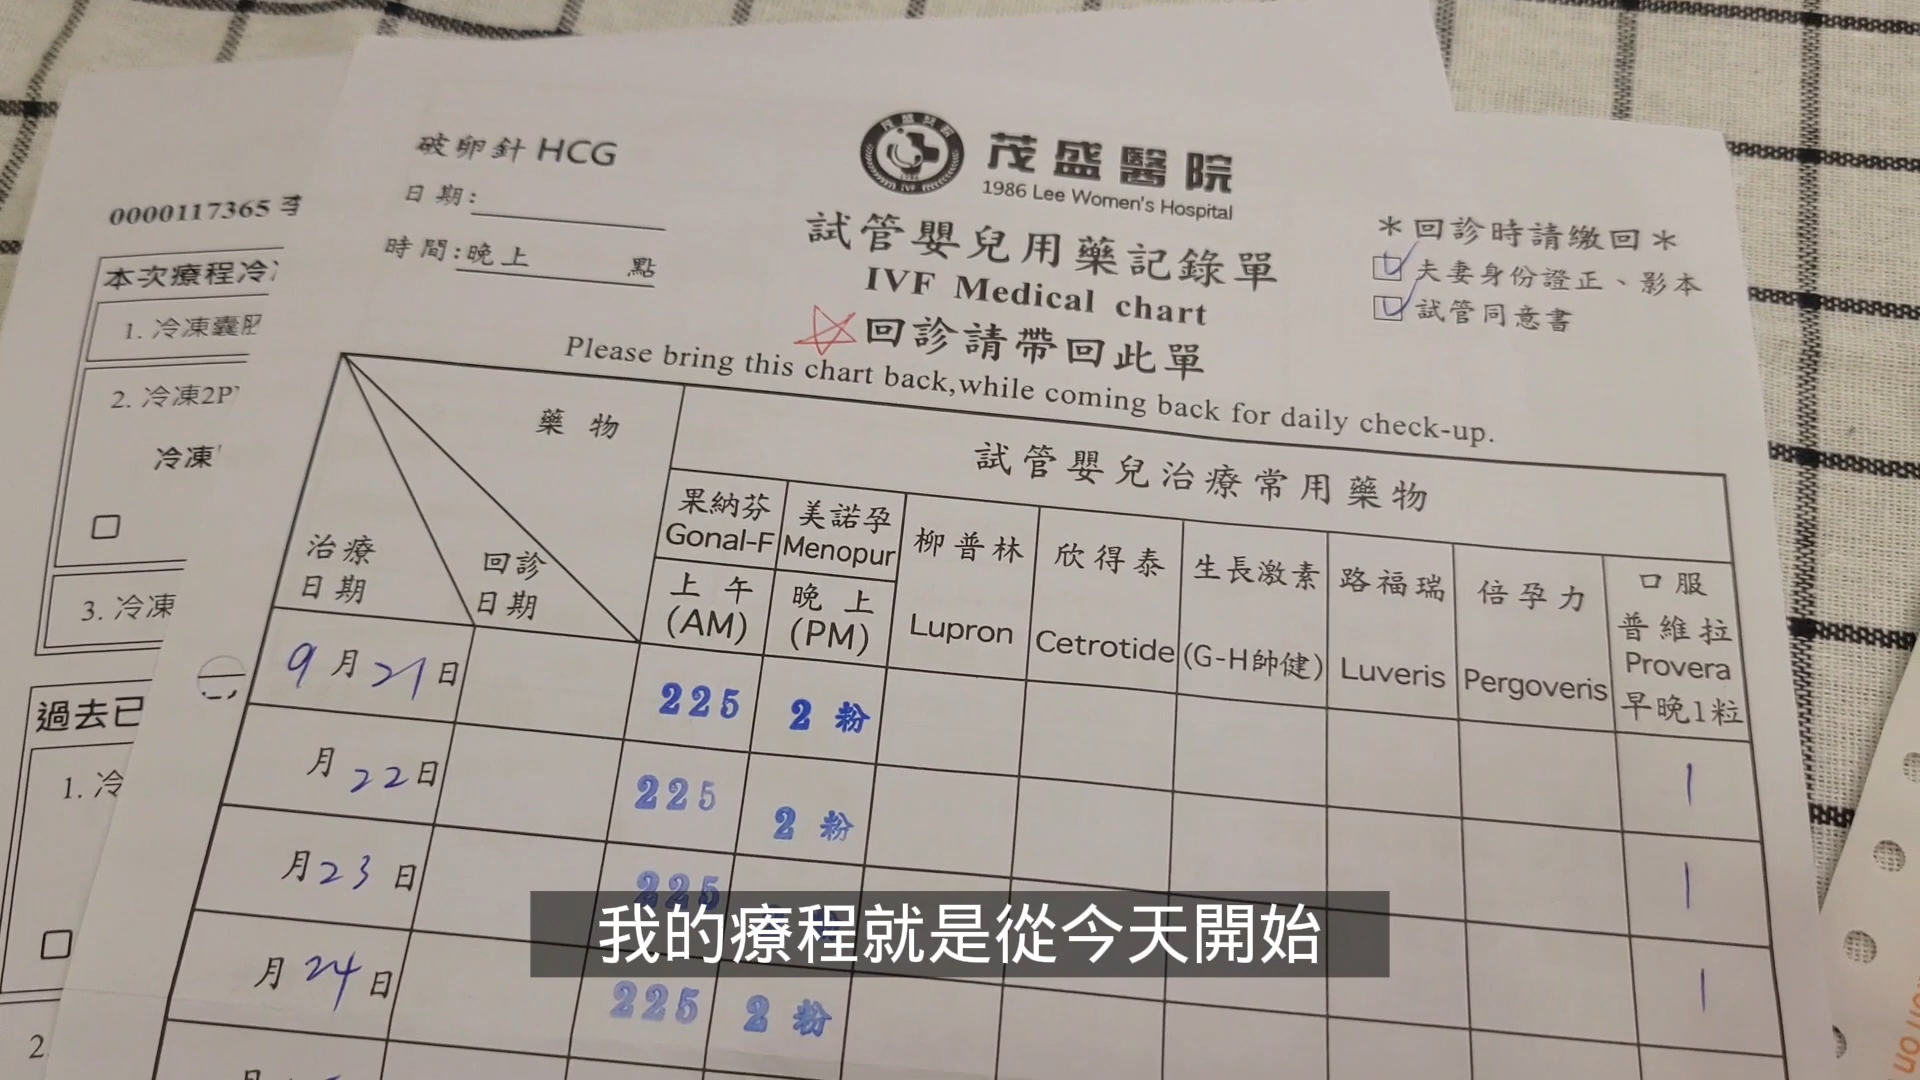 破卵針 HCG
日期:
時間:晚上 點
茂盛醫院
1986 Lee Women's Hospital
試管嬰兒用藥記錄單
IVF Medical chart
回診請帶回此單
Please bring this chart back,while coming back for daily check-up.
＊回診時請繳回＊
夫妻身份證正、影本
試管同意書
0000117365 李
本次療程冷
1. 冷凍囊胚
2. 冷凍2P
冷凍
3. 冷凍
過去已
1. 冷
2
藥物
治療日期
回診日期
試管嬰兒治療常用藥物
果納芬 Gonal-F 上午 (AM)
美諾孕 Menopur 晚上 (PM)
柳普林 Lupron
欣得泰 Cetrotide
生長激素 (G-H帥健)
路福瑞 Luveris
倍孕力 Pergoveris
口服 普維拉 Provera 早晚1粒
9月21日 225 2 粉 1
月22日 225 2 粉 1
月23日 225 1
月24日 225 2 粉
月
我的療程就是從今天開始
on